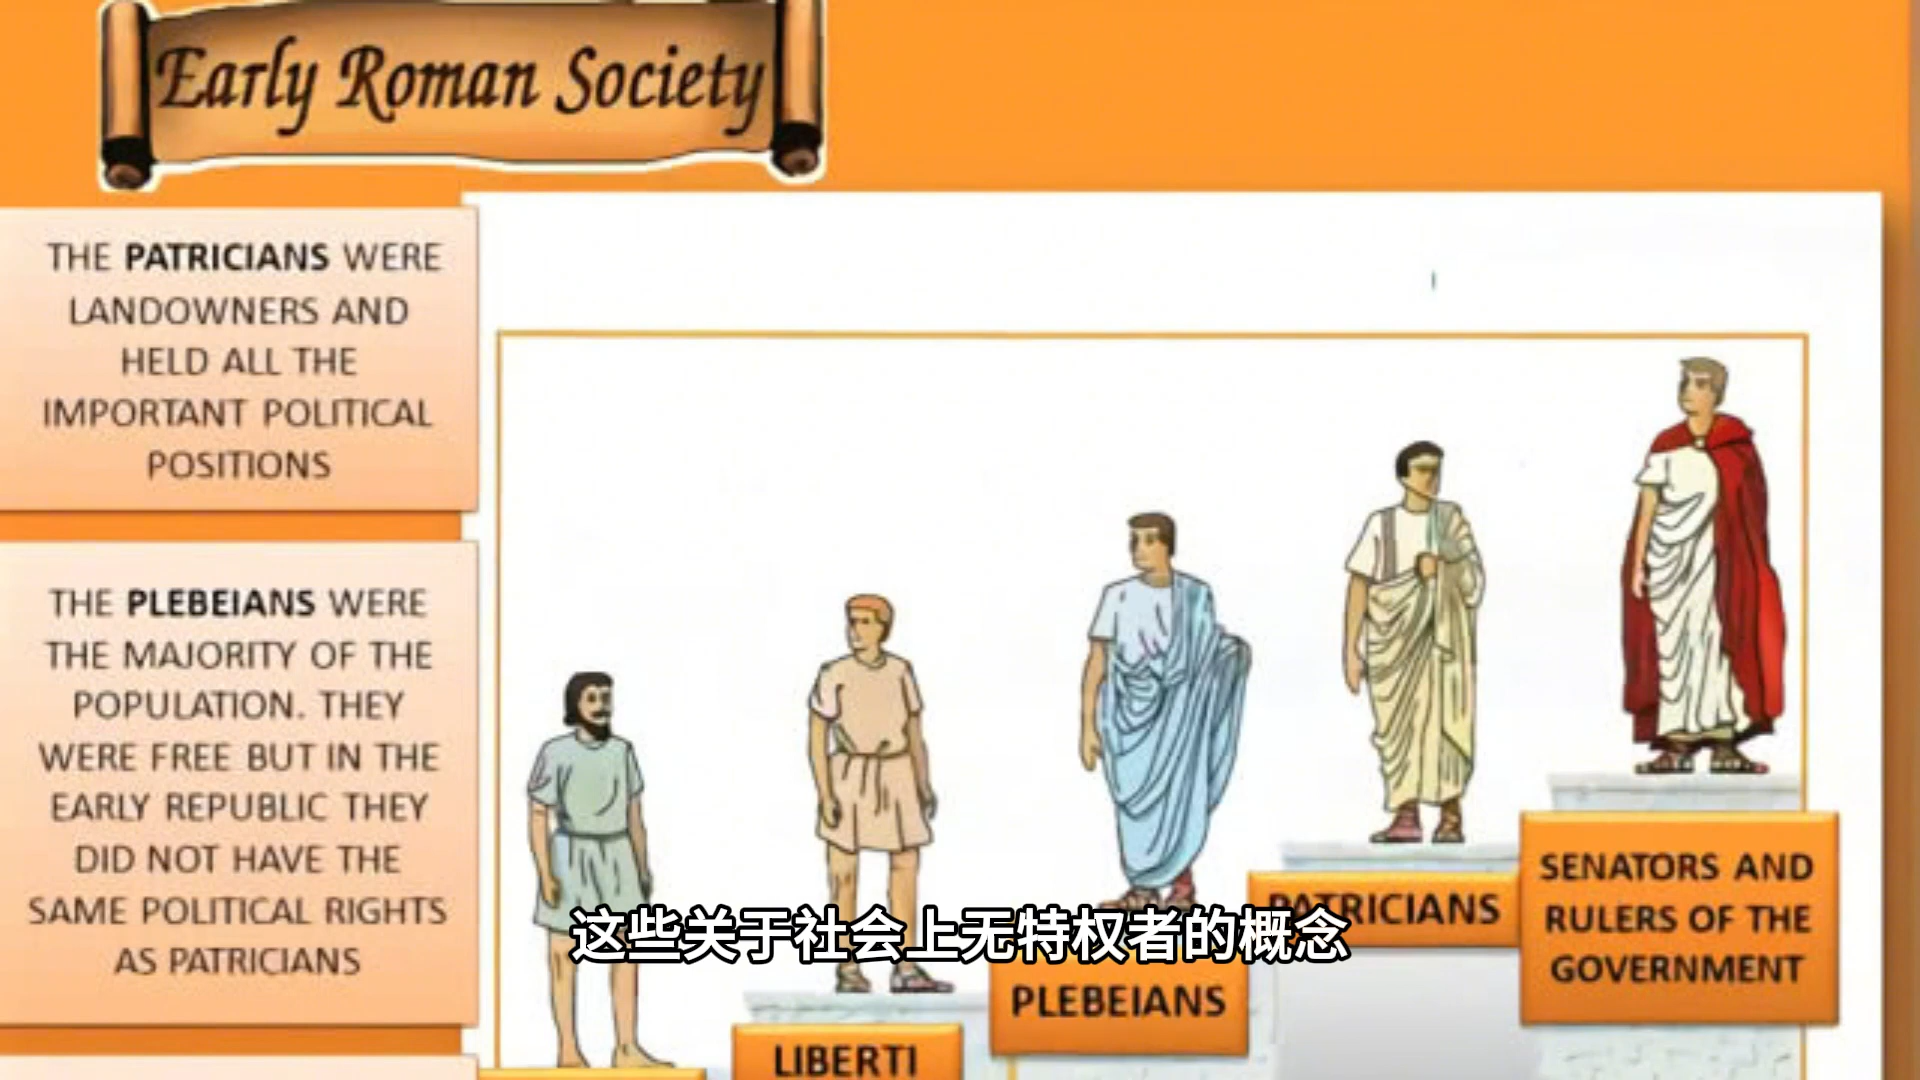 Early Roman Society
THE PATRICIANS WERE
LANDOWNERS AND
HELD ALL THE
IMPORTANT POLITICAL
POSITIONS
THE PLEBEIANS WERE
THE MAJORITY OF THE
POPULATION. THEY
WERE FREE BUT IN THE
EARLY REPUBLIC THEY
DID NOT HAVE THE
SAME POLITICAL RIGHTS
AS PATRICIANS
LIBERTI
PLEBEIANS
PATRICIANS
SENATORS AND
RULERS OF THE
GOVERNMENT
这些关于社会上无特权者的概念